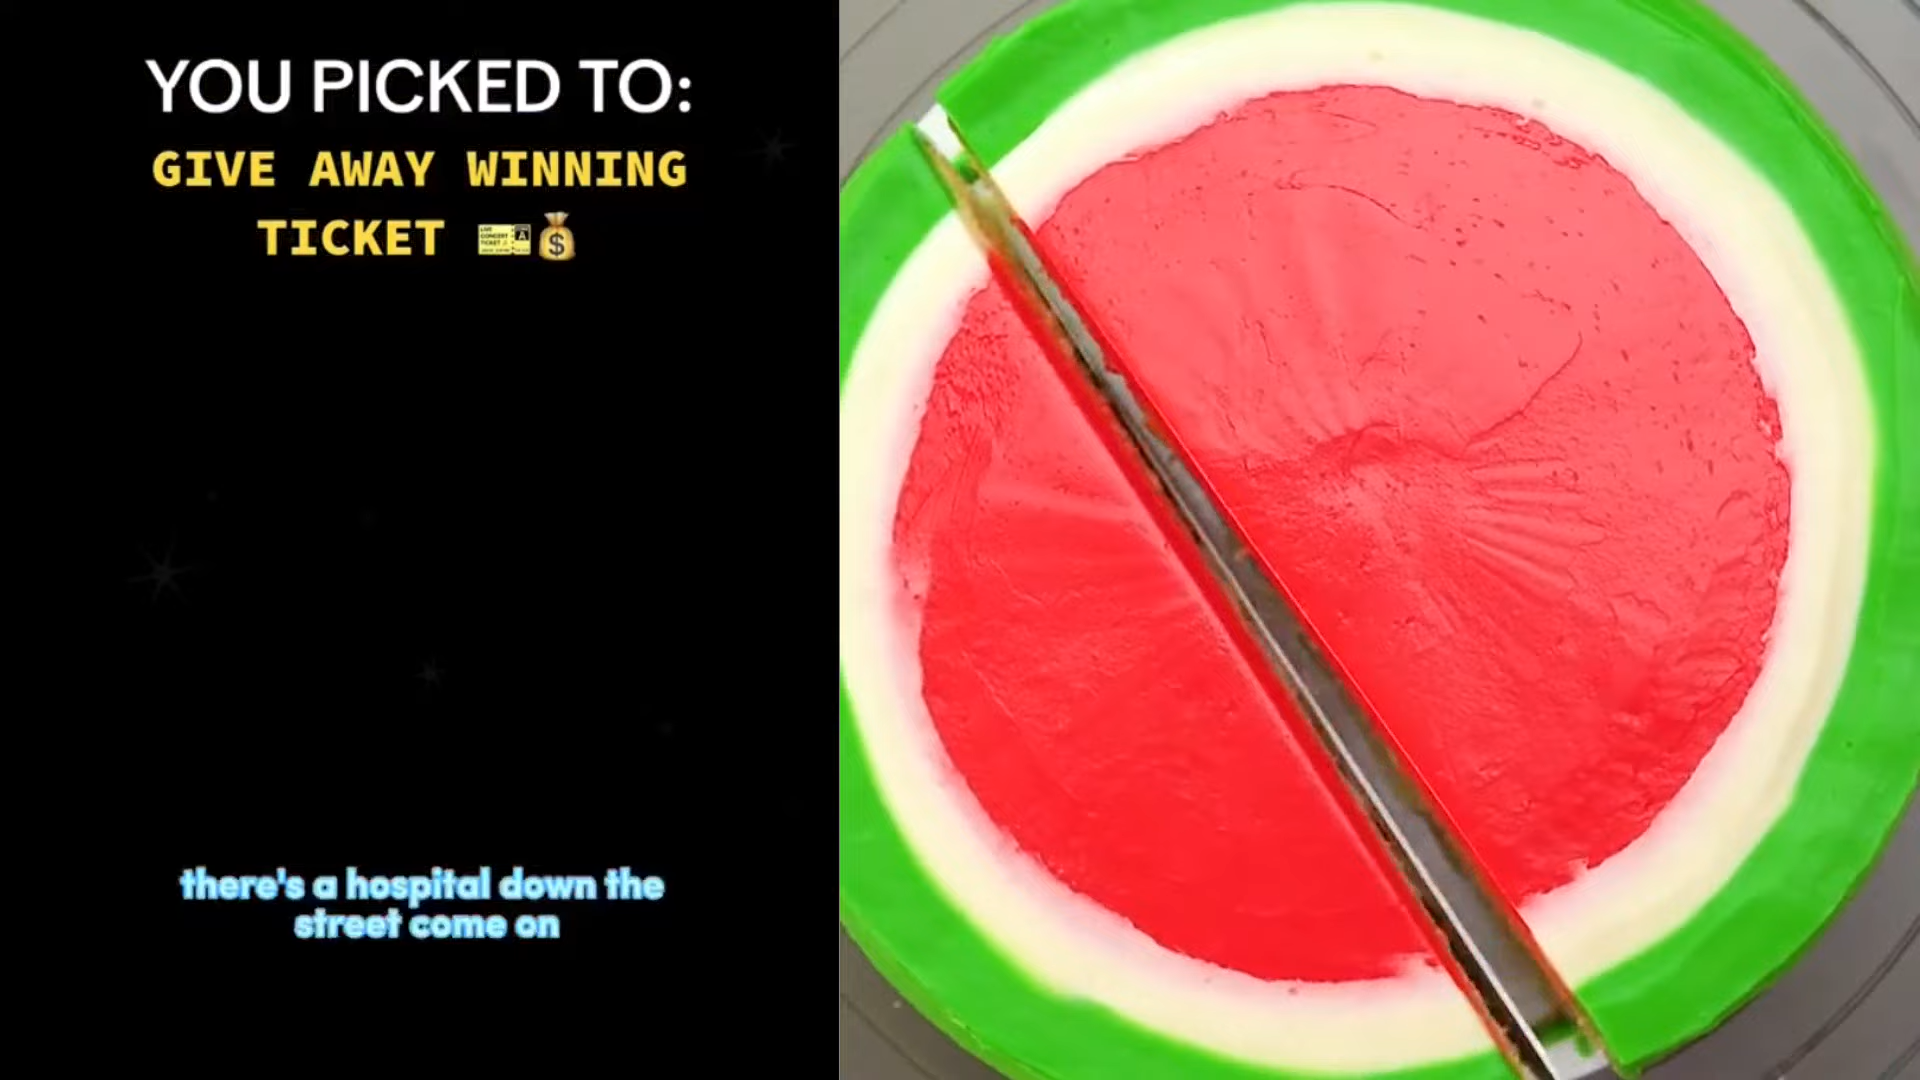 YOU PICKED TO:
GIVE AWAY WINNING
TICKET 🎫💰
there's a hospital down the
street come on